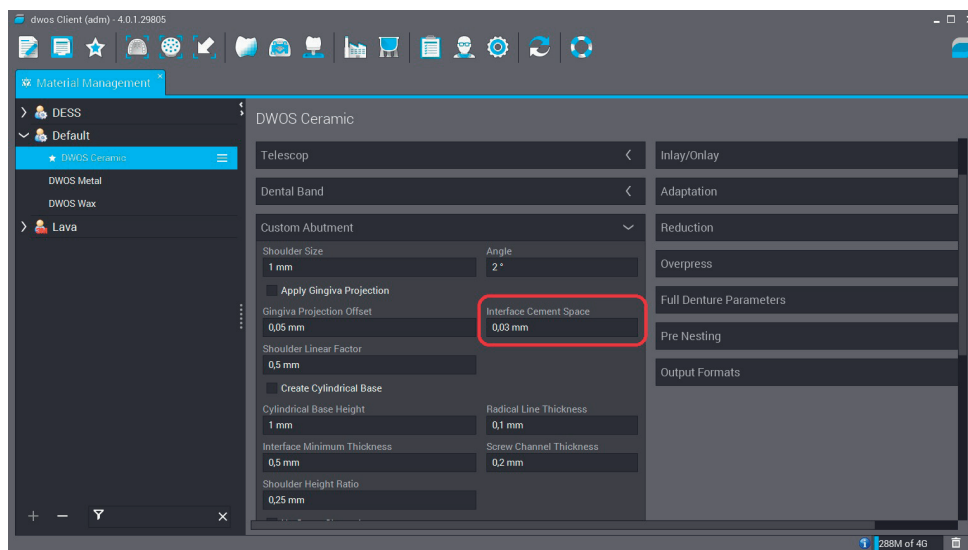 dwos Client (adm) - 4.0.1.29805
Material Management
DESS
Default
DWOS Ceramic
DWOS Metal
DWOS Wax
Lava
DWOS Ceramic
Telescop
Dental Band
Custom Abutment
Shoulder Size
Angle
1 mm
2 °
Apply Gingiva Projection
Gingiva Projection Offset
Interface Cement Space
0,05 mm
0,03 mm
Shoulder Linear Factor
0,5 mm
Create Cylindrical Base
Cylindrical Base Height
Radical Line Thickness
1 mm
0,1 mm
Interface Minimum Thickness
Screw Channel Thickness
0,5 mm
0,2 mm
Shoulder Height Ratio
0,25 mm
Inlay/Onlay
Adaptation
Reduction
Overpress
Full Denture Parameters
Pre Nesting
Output Formats
288M of 4G